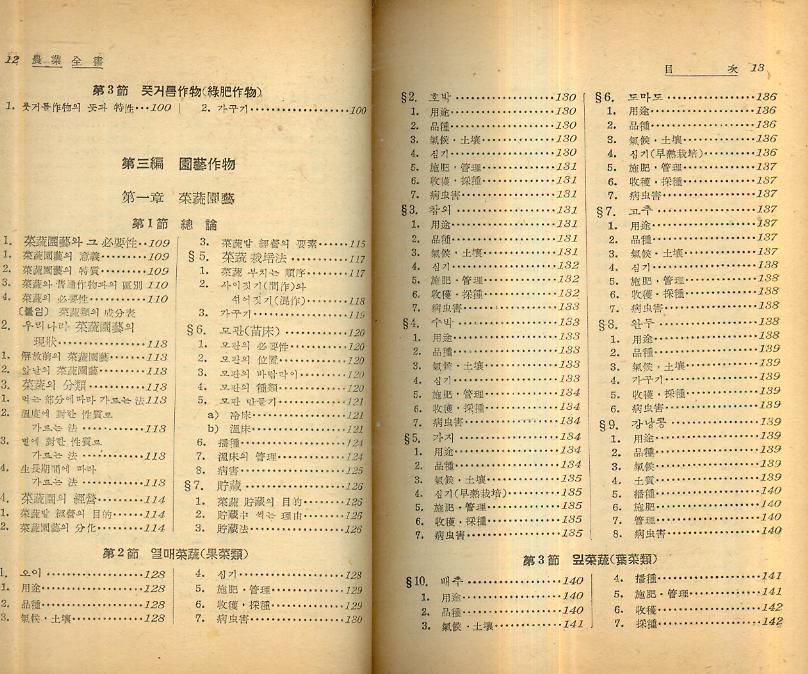 12 農業全書
第3節 풋거름作物(綠肥作物)
1. 풋거름作物의 뜻과 特性 100
2. 가꾸기 100
第三編 園藝作物
第一章 菜蔬園藝
第1節 總論
1. 菜蔬園藝와 그 必要性 109
1. 菜蔬園藝의 意義 109
2. 菜蔬園藝의 特質 109
3. 菜蔬와 普通作物과의 區別 110
4. 菜蔬의 必要性 110
(붙임) 菜蔬類의 成分表
2. 우리나라 菜蔬園藝의
現狀 113
1. 解放前의 菜蔬園藝 113
2. 앞날의 菜蔬園藝 113
3. 菜蔬의 分類 113
1. 먹는 部分에 따라 가르는 法 113
2. 溫度에 對한 性質로
가르는 法 113
3. 볕에 對한 性質로
가르는 法 113
4. 生長期間에 따라
가르는 法 113
4. 菜蔬園의 經營 114
1. 菜蔬밭 經營의 目的 114
2. 菜蔬園의 分化 114
3. 菜蔬밭 經營의 要素 115
§5. 菜蔬 栽培法 117
1. 菜蔬 부치는 順序 117
2. 사이짓기(間作)와
섞어짓기(混作) 118
3. 가꾸기 119
§6. 모판(苗床) 120
1. 모판의 必要性 120
2. 모판의 位置 120
3. 모판의 바람막이 120
4. 모판의 種類 120
5. 모판 만들기 121
a) 冷床 121
b) 溫床 121
6. 播種 124
7. 溫床의 管理 124
8. 病害 125
§7. 貯蔵 126
1. 菜蔬 貯蔵의 目的 126
2. 貯蔵中 썩는 理由 126
3. 貯蔵法 126
第2節 열매菜蔬(果菜類)
1. 오이 128
1. 用途 128
2. 品種 128
3. 氣候・土壤 128
4. 심기 128
5. 施肥・管理 129
6. 收穫・採種 129
7. 病虫害 130
目次 13
§2. 호박 130
1. 用途 130
2. 品種 130
3. 氣候・土壤 130
4. 심기 130
5. 施肥・管理 131
6. 收穫・採種 131
7. 病虫害 131
§3. 참외 131
1. 用途 131
2. 品種 131
3. 氣候・土壤 131
4. 심기 132
5. 施肥・管理 132
6. 收穫・採種 132
7. 病虫害 133
§4. 수박 133
1. 用途 133
2. 品種 133
3. 氣候・土壤 133
4. 심기 133
5. 施肥・管理 134
6. 收穫・採種 134
7. 病虫害 134
§5. 가지 134
1. 用途 134
2. 品種 134
3. 氣候・土壤 135
4. 심기(早熟栽培) 135
5. 施肥・管理 135
6. 收穫・採種 135
7. 病虫害 135
§6. 도마도 136
1. 用途 136
2. 品種 136
3. 氣候・土壤 136
4. 심기(早熟栽培) 136
5. 施肥・管理 136
6. 收穫・採種 137
7. 病虫害 137
§7. 고추 137
1. 用途 137
2. 品種 137
3. 氣候・土壤 137
4. 심기 138
5. 施肥・管理 138
6. 收穫・採種 138
7. 病虫害 138
§8. 완두 138
1. 用途 138
2. 品種 139
3. 氣候・土壤 139
4. 가꾸기 139
5. 收穫・採種 139
6. 病虫害 139
§9. 강낭콩 139
1. 用途 139
2. 品種 139
3. 氣候 139
4. 土質 139
5. 播種 140
6. 施肥 140
7. 管理 140
8. 病虫害 140
第3節 잎菜蔬(葉菜類)
§10. 배추 140
1. 用途 140
2. 品種 140
3. 氣候・土壤 141
4. 播種 141
5. 施肥・管理 141
6. 收穫 142
7. 採種 142